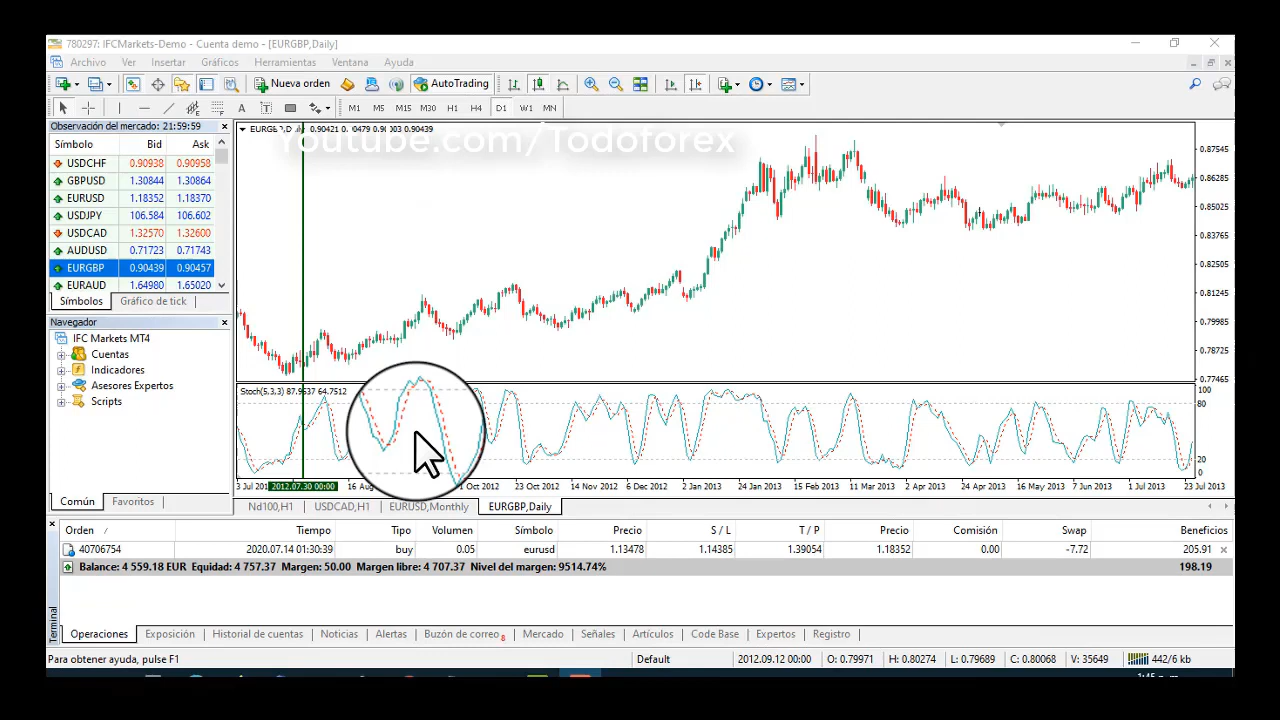 780297: IFCMarkets-Demo - Cuenta demo - [EURGBP,Daily]
Archivo Ver Insertar Gráficos Herramientas Ventana Ayuda
Nueva orden AutoTrading
A T M1 M5 M15 M30 H1 H4 D1 W1 MN
Observación del mercado: 21:59:59
Símbolo Bid Ask
USDCHF 0.90938 0.90958
GBPUSD 1.30844 1.30864
EURUSD 1.18352 1.18370
USDJPY 106.584 106.602
USDCAD 1.32570 1.32600
AUDUSD 0.71723 0.71743
EURGBP 0.90439 0.90457
EURAUD 1.64980 1.65020
Símbolos Gráfico de tick
Navegador
IFC Markets MT4
Cuentas
Indicadores
Asesores Expertos
Scripts
Común Favoritos
0.90421 0.90439
Youtube.com/Todoforex
0.87545
0.86285
0.85025
0.83765
0.82505
0.81245
0.79985
0.78725
0.77465
Stoch(5,3,3) 64.7512
100
80
20
0
2012.07.30 00:00 16 Aug 23 Oct 2012 14 Nov 2012 6 Dec 2012 2 Jan 2013 24 Jan 2013 15 Feb 2013 11 Mar 2013 2 Apr 2013 24 Apr 2013 16 May 2013 7 Jun 2013 1 Jul 2013 23 Jul 2013
Nd100,H1 USDCAD,H1 EURUSD,Monthly EURGBP,Daily
Orden Tiempo Tipo Volumen Símbolo Precio S / L T / P Precio Comisión Swap Beneficios
40706754 2020.07.14 01:30:39 buy 0.05 eurusd 1.13478 1.14385 1.39054 1.18352 0.00 -7.72 205.91
Balance: 4 559.18 EUR Equidad: 4 757.37 Margen: 50.00 Margen libre: 4 707.37 Nivel del margen: 9514.74% 198.19
Terminal
Operaciones Exposición Historial de cuentas Noticias Alertas Buzón de correo 8 Mercado Señales Artículos Code Base Expertos Registro
Para obtener ayuda, pulse F1 Default 2012.09.12 00:00 O: 0.79971 H: 0.80274 L: 0.79689 C: 0.80068 V: 35649 442/6 kb